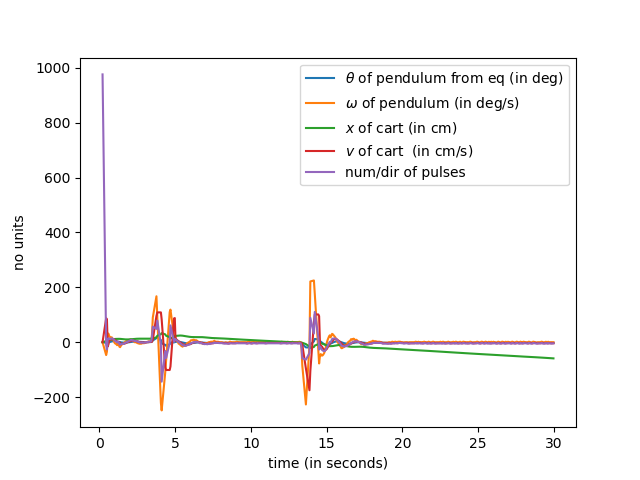 1000
800
600
400
200
0
−200
no units
0 5 10 15 20 25 30
time (in seconds)
θ of pendulum from eq (in deg)
ω of pendulum (in deg/s)
x of cart (in cm)
v of cart  (in cm/s)
num/dir of pulses